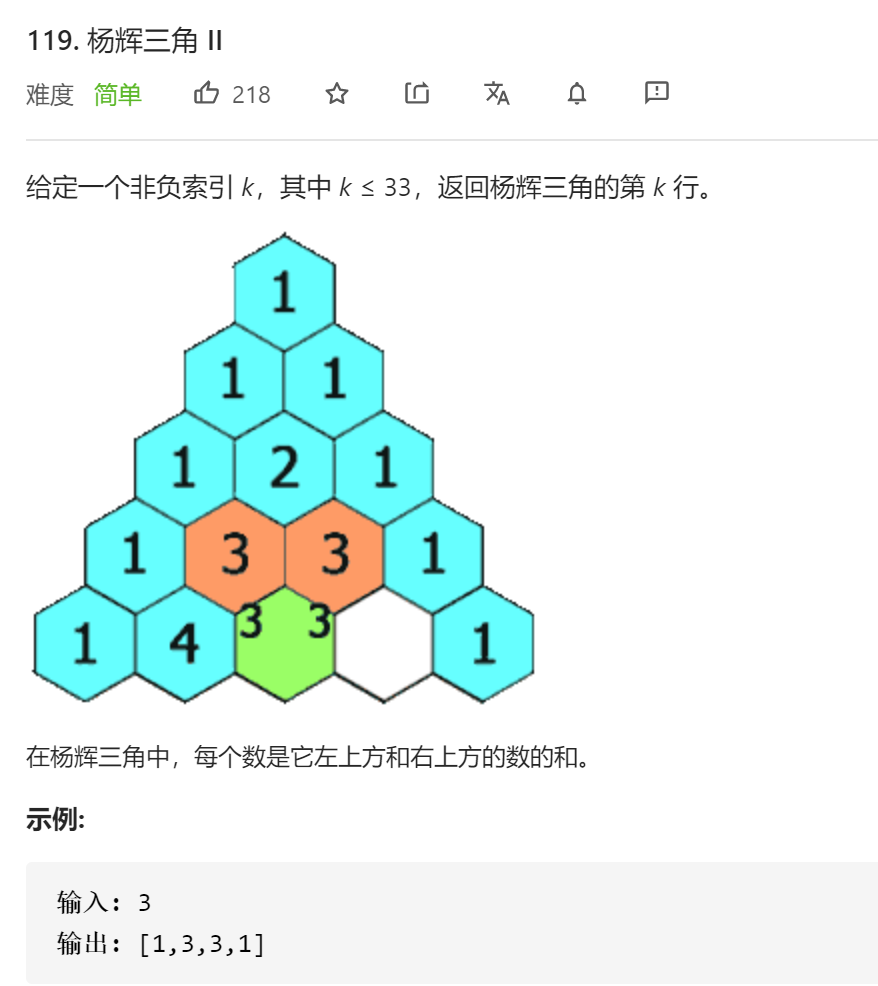 119. 杨辉三角 II
难度 简单 218
给定一个非负索引 k，其中 k ≤ 33，返回杨辉三角的第 k 行。
1
1 1
1 2 1
1 3 3 1
3 3
1 4 1
在杨辉三角中，每个数是它左上方和右上方的数的和。
示例:
输入: 3
输出: [1,3,3,1]